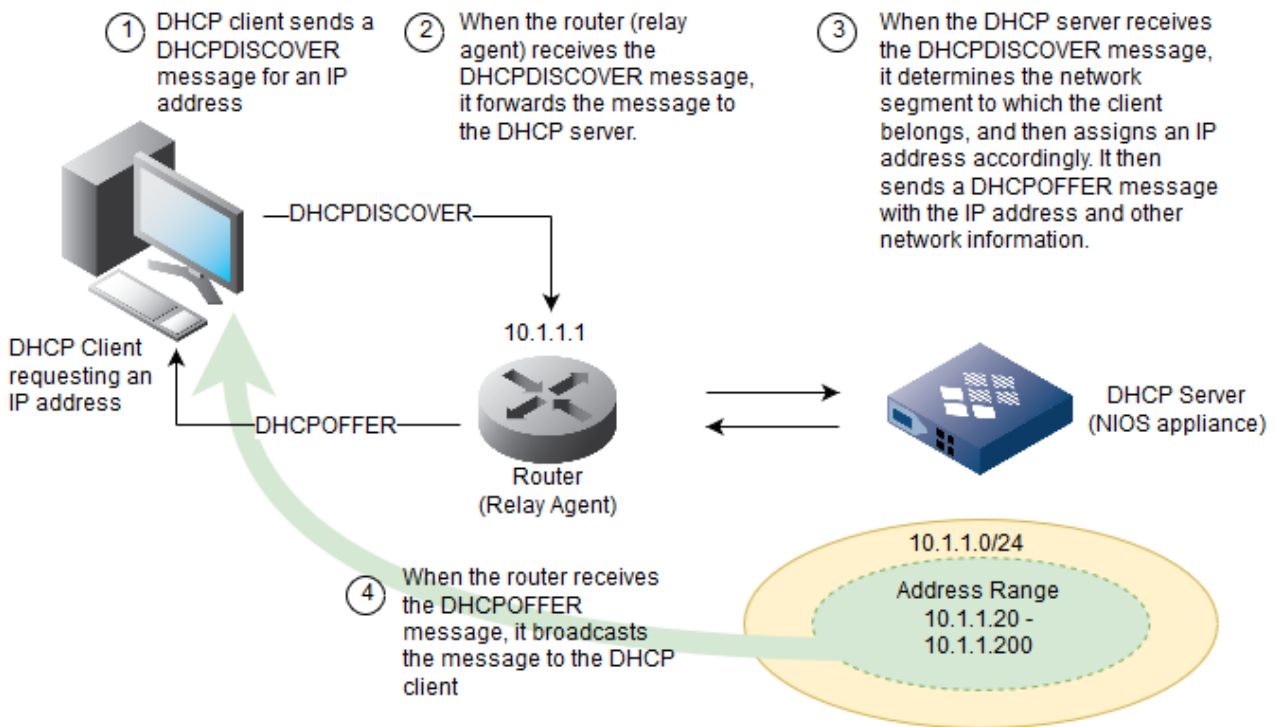 1
DHCP client sends a
DHCPDISCOVER
message for an IP
address
2
When the router (relay
agent) receives the
DHCPDISCOVER message,
it forwards the message to
the DHCP server.
3
When the DHCP server receives
the DHCPDISCOVER message,
it determines the network
segment to which the client
belongs, and then assigns an IP
address accordingly. It then
sends a DHCPOFFER message
with the IP address and other
network information.
DHCPDISCOVER
10.1.1.1
DHCP Client
requesting an
IP address
DHCPOFFER
Router
(Relay Agent)
DHCP Server
(NIOS appliance)
4
When the router receives
the DHCPOFFER
message, it broadcasts
the message to the DHCP
client
10.1.1.0/24
Address Range
10.1.1.20 -
10.1.1.200